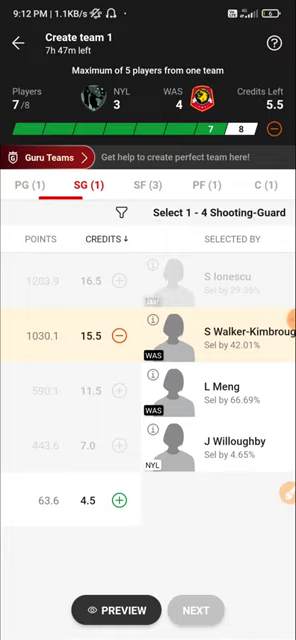 9:12 PM | 1.1KB/s
Create team 1
7h 47m left
Maximum of 5 players from one team
Players
7/8
NYL
3
WAS
4
Credits Left
5.5
7
8
Guru Teams
Get help to create perfect team here!
PG (1)
SG (1)
SF (3)
PF (1)
C (1)
Select 1 - 4 Shooting-Guard
POINTS
CREDITS ↓
SELECTED BY
1203.9
16.5
S Ionescu
Sel by 39.36%
NYL
1030.1
15.5
S Walker-Kimbroug
Sel by 42.01%
WAS
590.1
11.5
L Meng
Sel by 66.69%
WAS
443.6
7.0
J Willoughby
Sel by 4.65%
NYL
63.6
4.5
PREVIEW
NEXT